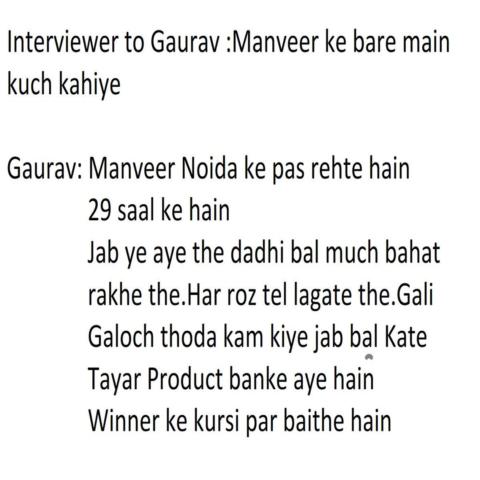 Interviewer to Gaurav :Manveer ke bare main
kuch kahiye
Gaurav: Manveer Noida ke pas rehte hain
29 saal ke hain
Jab ye aye the dadhi bal much bahat
rakhe the.Har roz tel lagate the.Gali
Galoch thoda kam kiye jab bal Kate
Tayar Product banke aye hain
Winner ke kursi par baithe hain